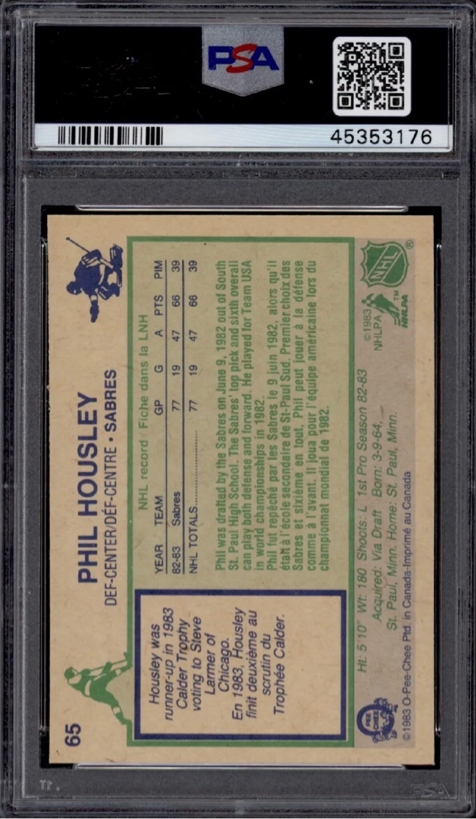 PSA
45353176
65
PHIL HOUSLEY
DEF-CENTER/DÉF-CENTRE • SABRES
Housley was
runner-up in 1983
Calder Trophy
voting to Steve
Larmer of
Chicago.
En 1983, Housley
finit deuxième au
scrutin du
Trophée Calder.
NHL record · Fiche dans la LNH
YEAR TEAM GP G A PTS PIM
82-83 Sabres 77 19 47 66 39
NHL TOTALS 77 19 47 66 39
Phil was drafted by the Sabres on June 9, 1982 out of South
St. Paul High School. The Sabres' top pick and sixth overall
can play both defense and forward. He played for Team USA
in world championships in 1982.
Phil fut repêché par les Sabres le 9 juin 1982, alors qu'il
était à l'école secondaire de St-Paul Sud. Premier choix des
Sabres et sixième en tout, Phil peut jouer à la défense
comme à l'avant. Il joua pour l'équipe américaine lors du
championnat mondial de 1982.
Ht: 5'10" Wt: 180 Shoots: L 1st Pro Season 82-83
Acquired: Via Draft Born: 3-9-64,
St. Paul, Minn. Home: St. Paul, Minn.
©1983 O-Pee-Chee Ptd. in Canada-Imprimé au Canada
O PEE CHEE
©1983
NHLPA
NHLPA
TM
NHL
®
PSA